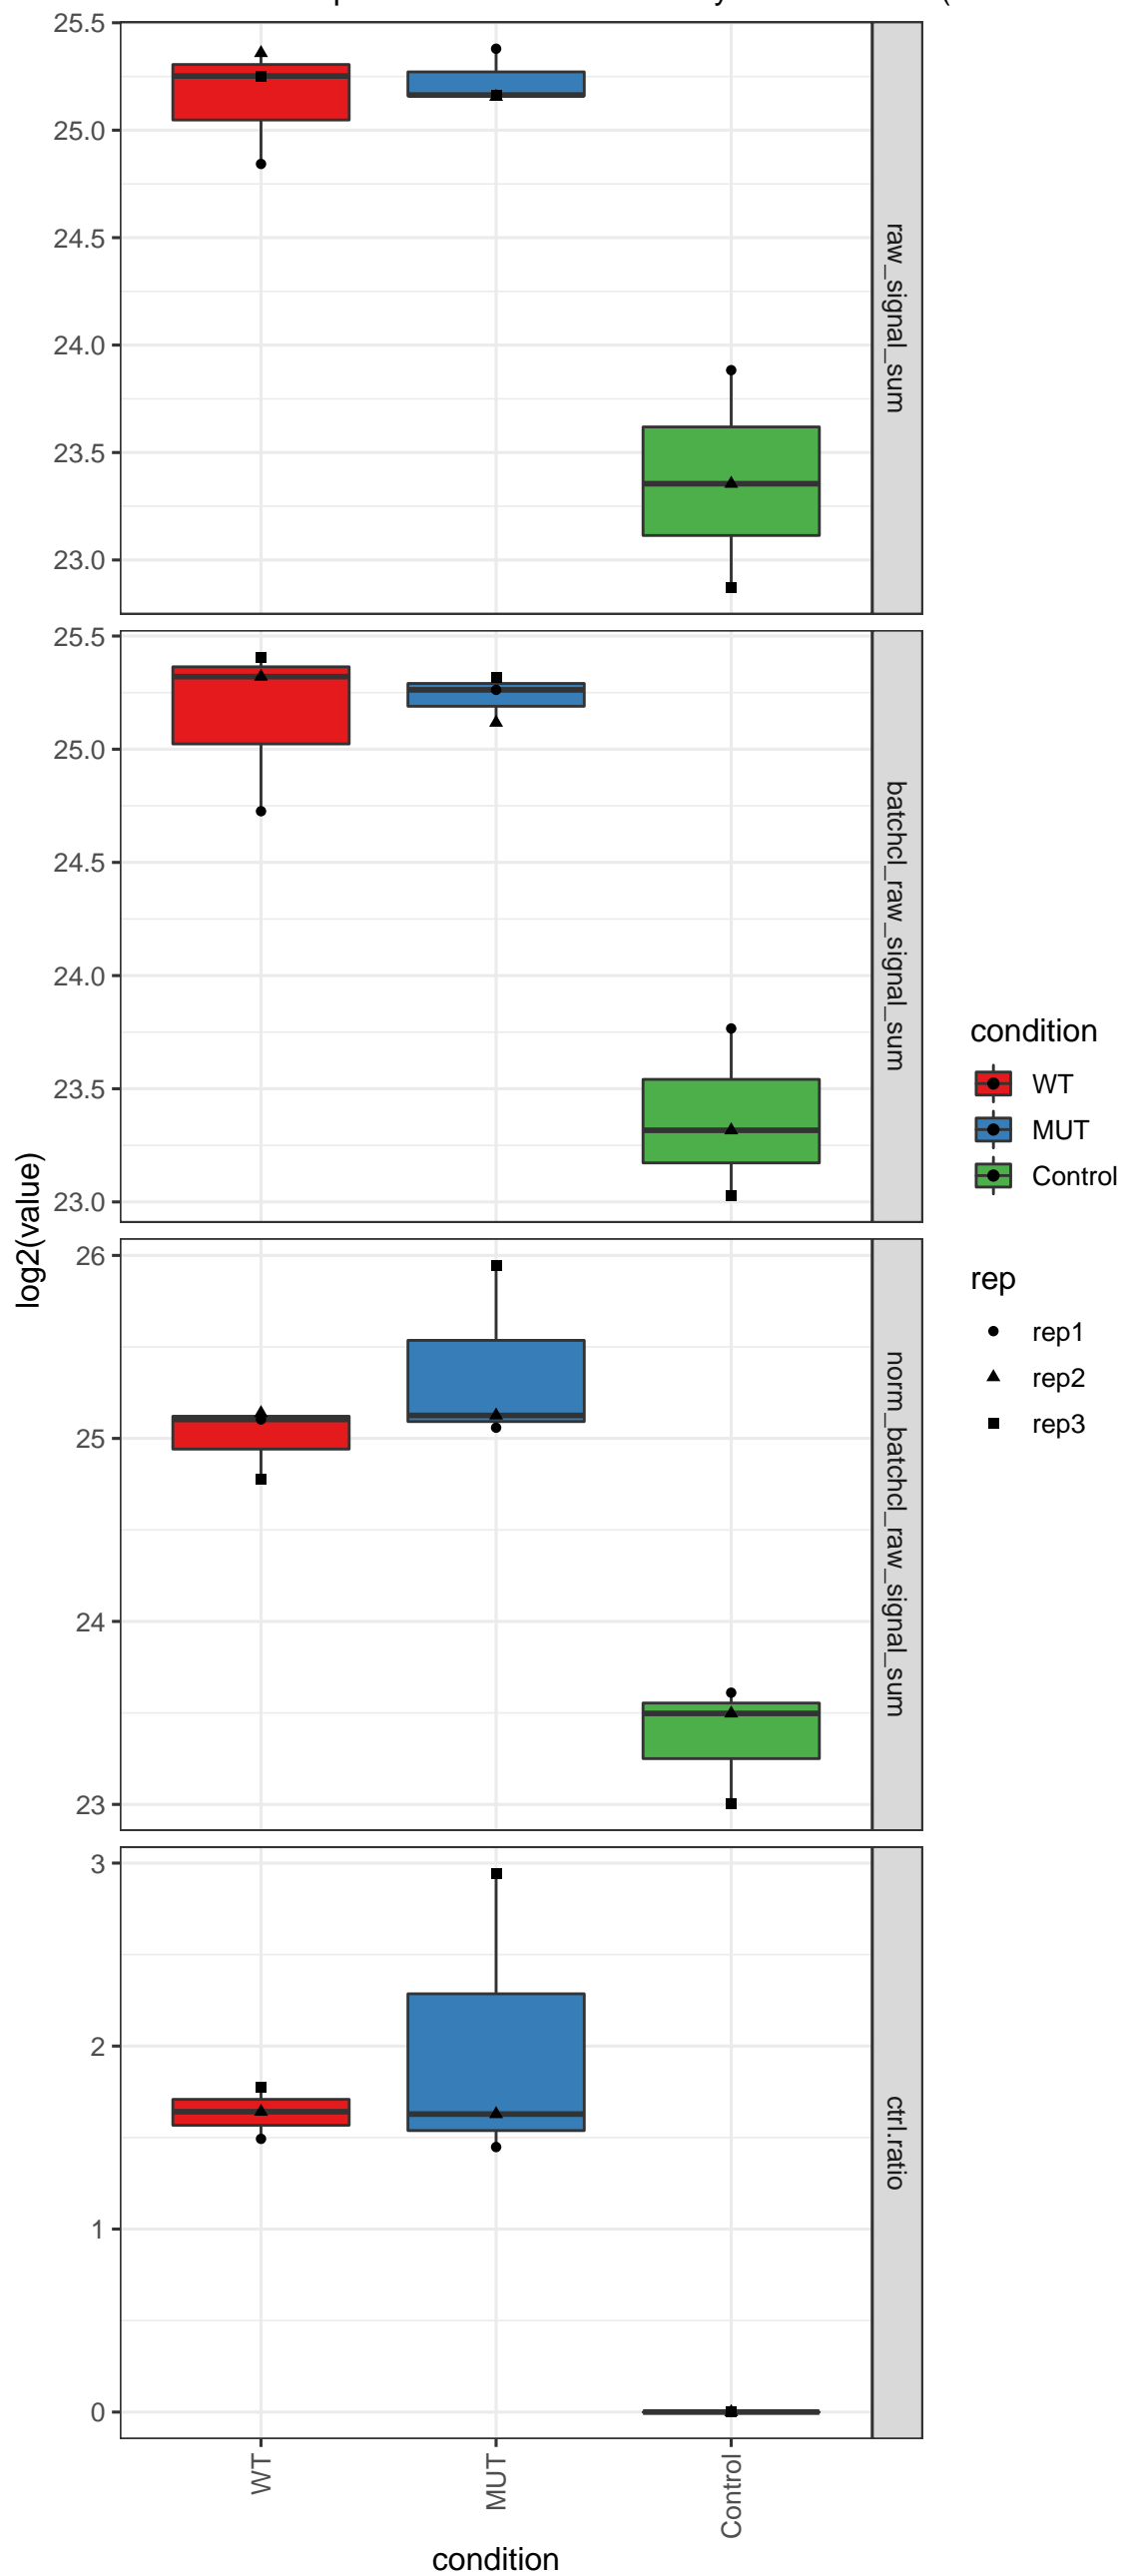 25.5
25.0
24.5
24.0
23.5
23.0
raw_signal_sum
25.5
25.0
24.5
24.0
23.5
23.0
batchcl_raw_signal_sum
26
25
24
23
norm_batchcl_raw_signal_sum
3
2
1
0
ctrl.ratio
log2(value)
WT
MUT
Control
condition
condition
WT
MUT
Control
rep
rep1
rep2
rep3